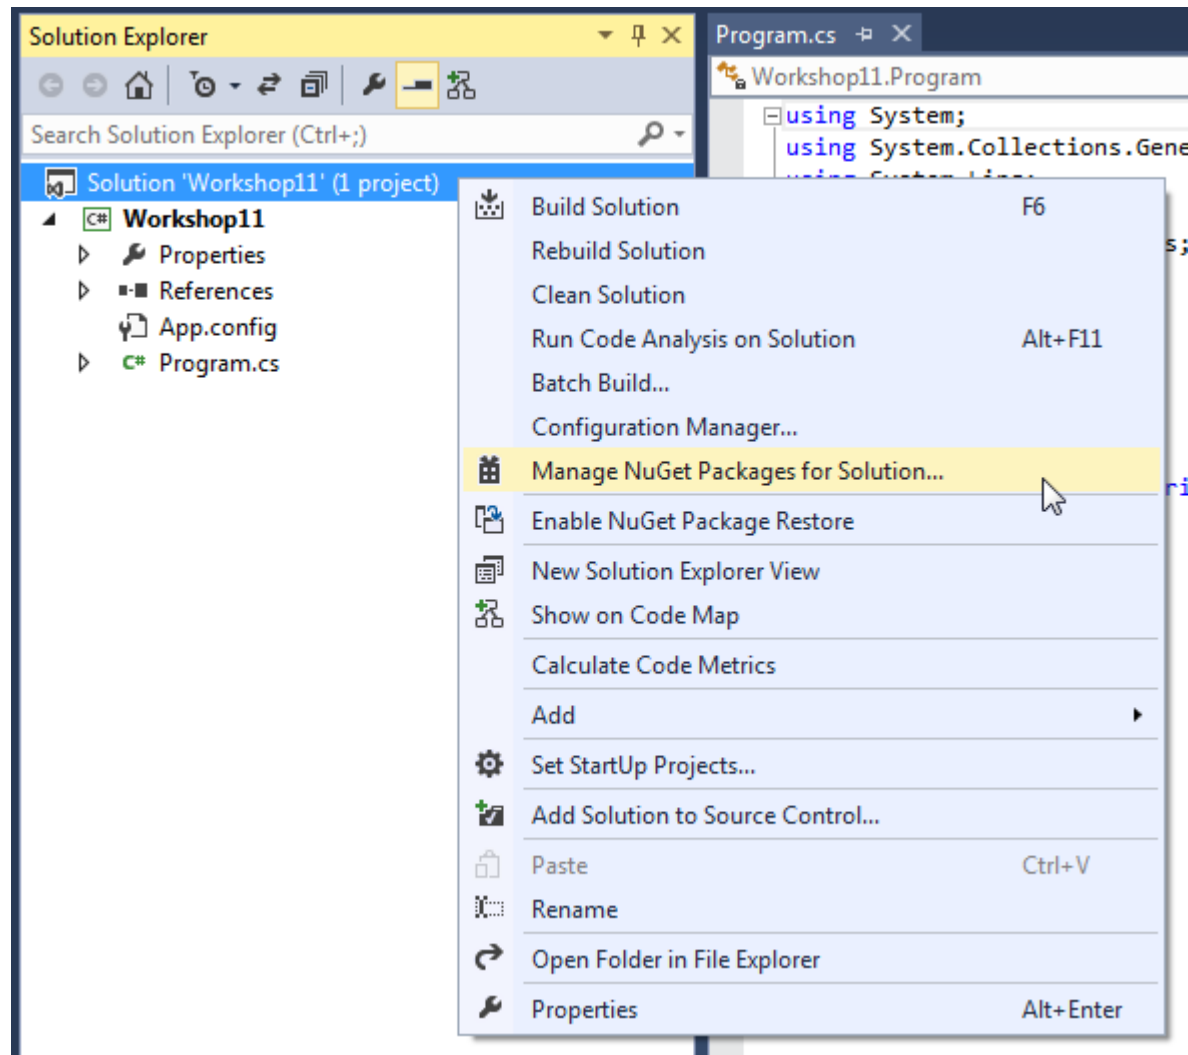 Solution Explorer
Search Solution Explorer (Ctrl+;)
Solution 'Workshop11' (1 project)
C# Workshop11
Properties
References
App.config
C# Program.cs
Program.cs
Workshop11.Program
using System;
using System.Collections.Gene
using System.Linq;
s;
ri
Build Solution F6
Rebuild Solution
Clean Solution
Run Code Analysis on Solution Alt+F11
Batch Build...
Configuration Manager...
Manage NuGet Packages for Solution...
Enable NuGet Package Restore
New Solution Explorer View
Show on Code Map
Calculate Code Metrics
Add
Set StartUp Projects...
Add Solution to Source Control...
Paste Ctrl+V
Rename
Open Folder in File Explorer
Properties Alt+Enter